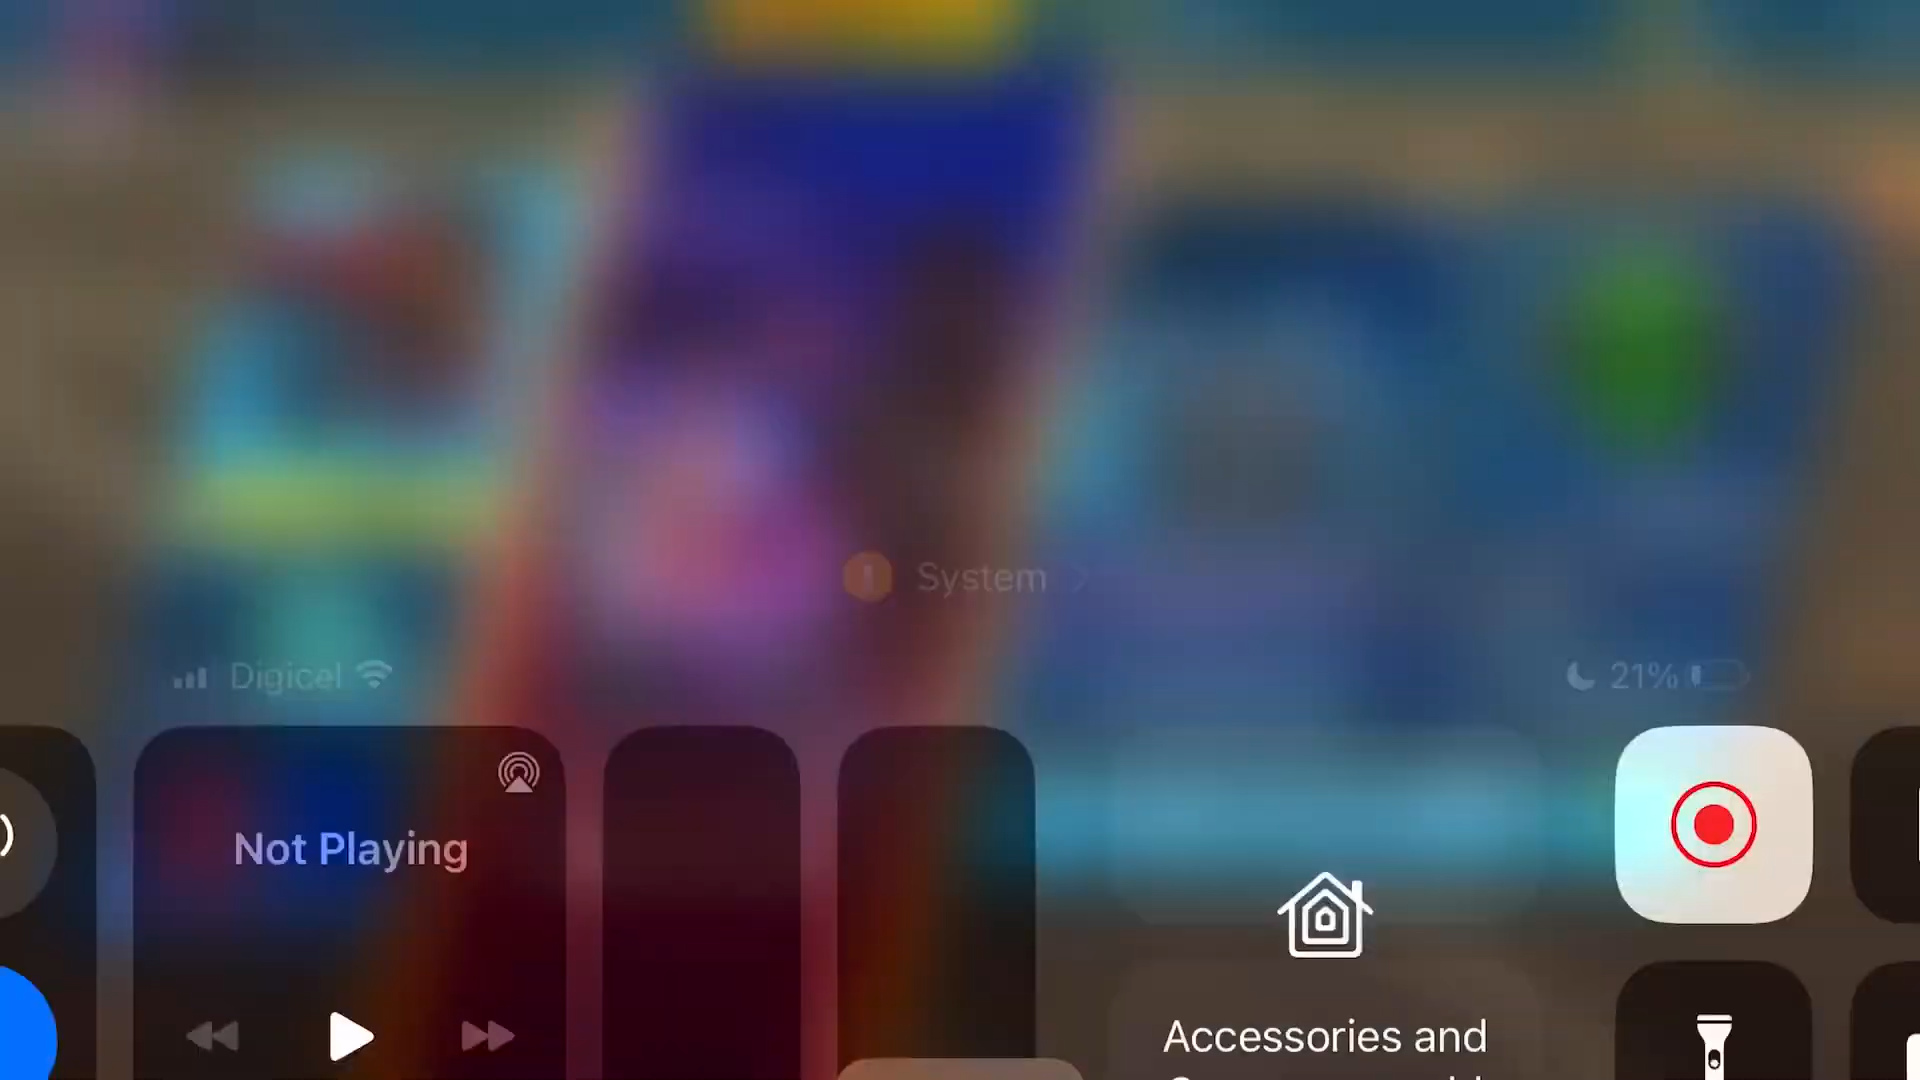 System
Digicel
21%
Not Playing
Accessories and